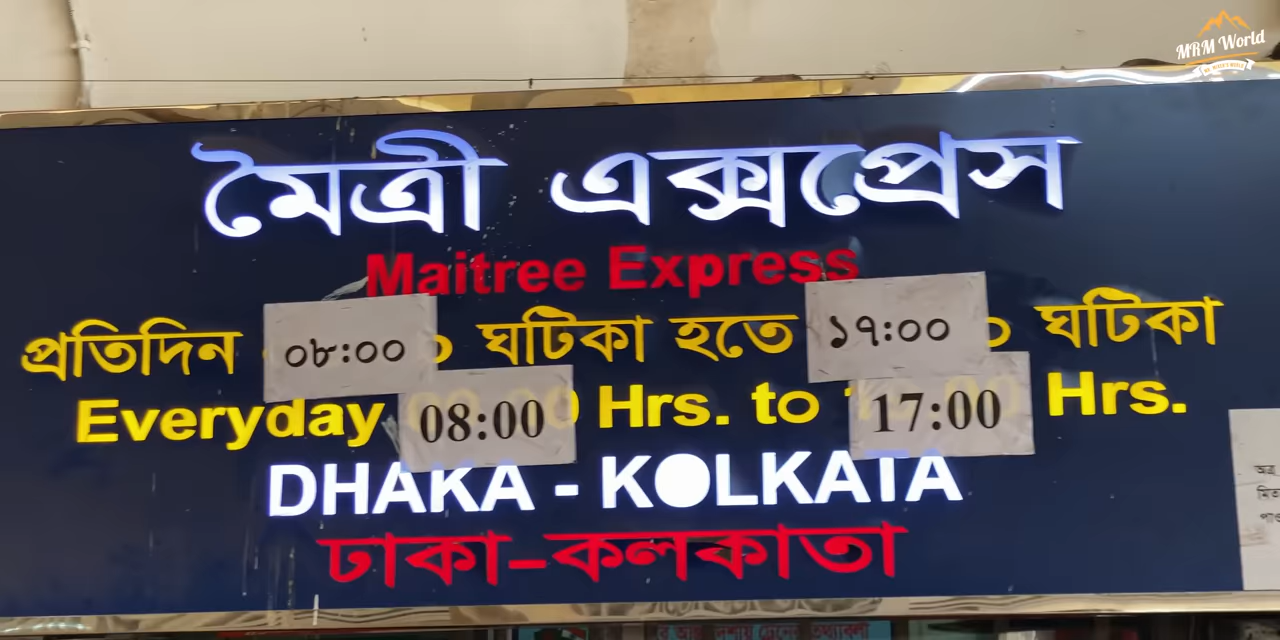 MRM World
মৈত্রী এক্সপ্রেস
Maitree Express
প্রতিদিন ০৮:০০ ঘটিকা হতে ১৭:০০ ঘটিকা
Everyday 08:00 Hrs. to 17:00 Hrs.
DHAKA - KOLKATA
ঢাকা-কলকাতা